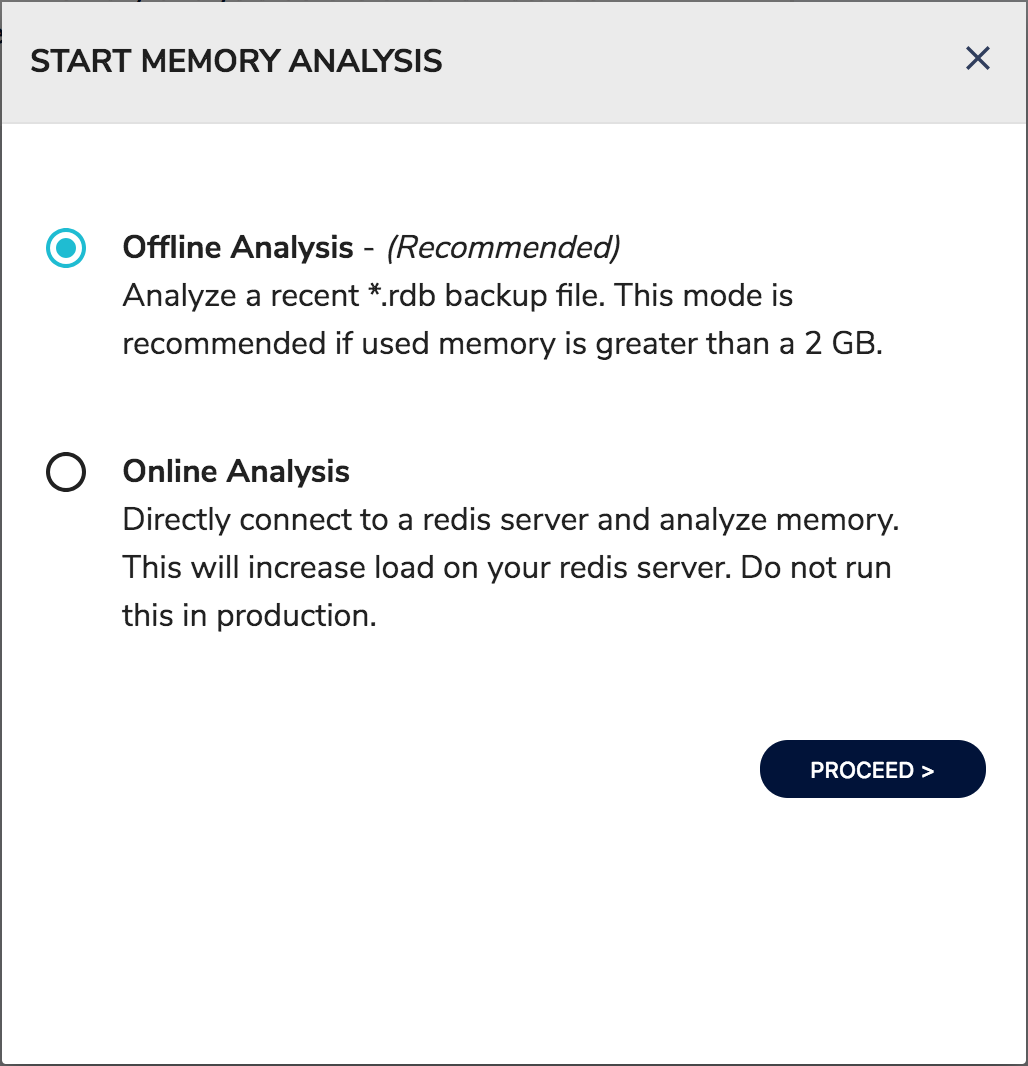 START MEMORY ANALYSIS
Offline Analysis - (Recommended)
Analyze a recent *.rdb backup file. This mode is
recommended if used memory is greater than a 2 GB.
Online Analysis
Directly connect to a redis server and analyze memory.
This will increase load on your redis server. Do not run
this in production.
PROCEED >